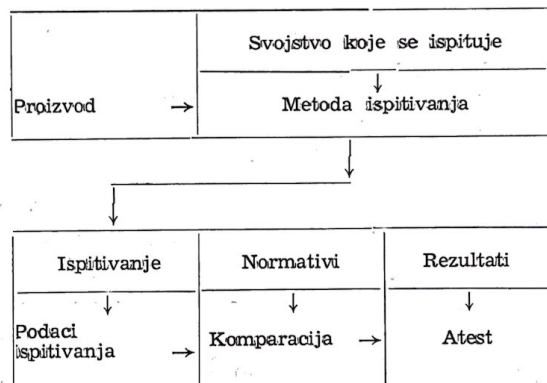 Svojstvo koje se ispituje
↓
Proizvod → Metoda ispitivanja
↓
↓
Ispitivanje Normativi Rezultati
↓ ↓ ↓
Podaci
ispitivanja → Komparacija → Atest